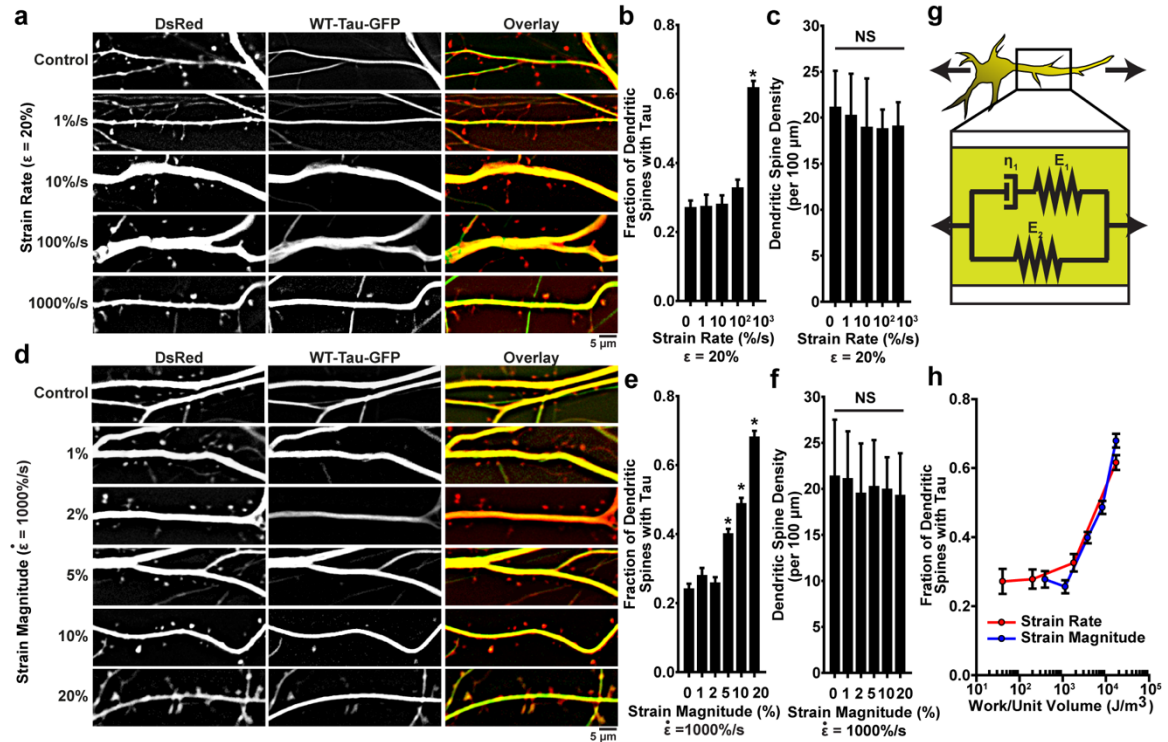 a
DsRed WT-Tau-GFP Overlay
Strain Rate (ε = 20%)
Control
1%/s
10%/s
100%/s
1000%/s
5 µm
b
Fraction of Dendritic
Spines with Tau
0.8
0.6
0.4
0.2
0.0
*
0 1 10 10² 10³
Strain Rate (%/s)
ε = 20%
c
NS
Dendritic Spine Density
(per 100 µm)
30
25
20
15
10
5
0
0 1 10 10² 10³
Strain Rate (%/s)
ε = 20%
d
DsRed WT-Tau-GFP Overlay
Strain Magnitude (ε̇ = 1000%/s)
Control
1%
2%
5%
10%
20%
5 µm
e
Fraction of Dendritic
Spines with Tau
0.8
0.6
0.4
0.2
0.0
* * *
0 1 2 5 10 20
Strain Magnitude (%)
ε̇ =1000%/s
f
NS
Dendritic Spine Density
(per 100 µm)
30
25
20
15
10
5
0
0 1 2 5 10 20
Strain Magnitude (%)
ε̇ = 1000%/s
g
η₁ E₁
E₂
h
Fration of Dendritic
Spines with Tau
0.8
0.6
0.4
0.2
0.0
Strain Rate
Strain Magnitude
10¹ 10² 10³ 10⁴ 10⁵
Work/Unit Volume (J/m³)